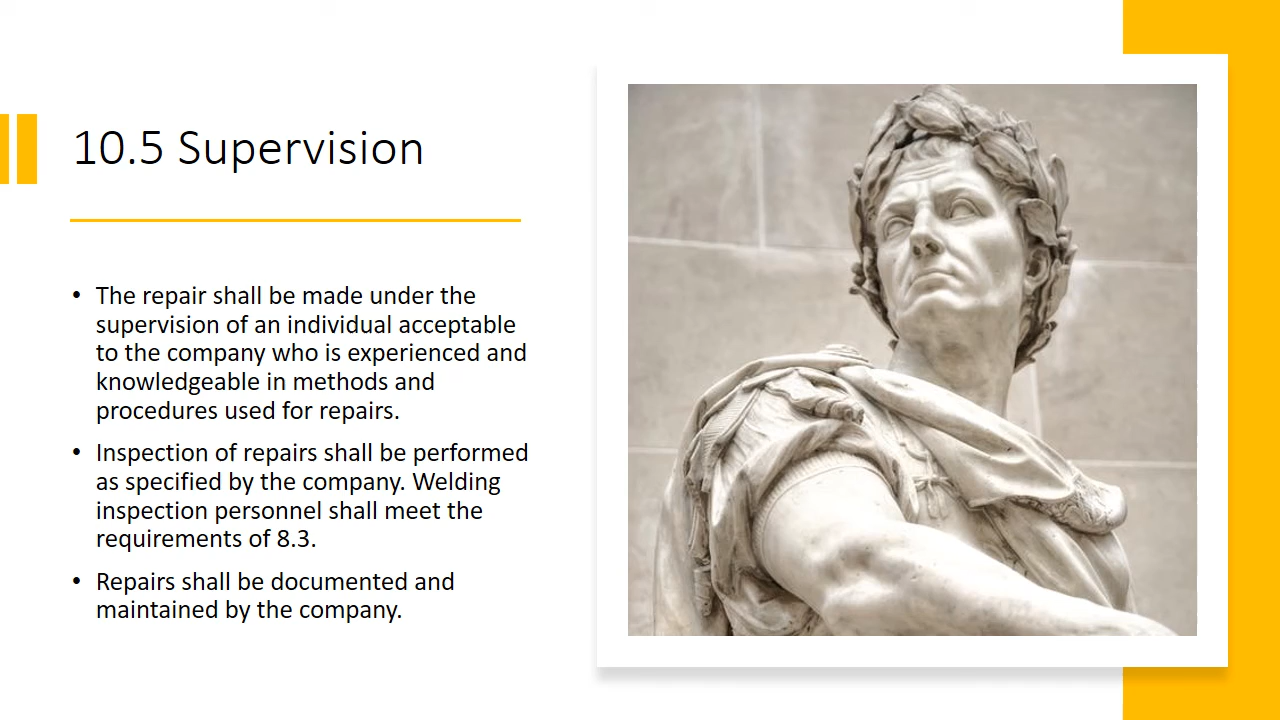 10.5 Supervision
• The repair shall be made under the
supervision of an individual acceptable
to the company who is experienced and
knowledgeable in methods and
procedures used for repairs.
• Inspection of repairs shall be performed
as specified by the company. Welding
inspection personnel shall meet the
requirements of 8.3.
• Repairs shall be documented and
maintained by the company.